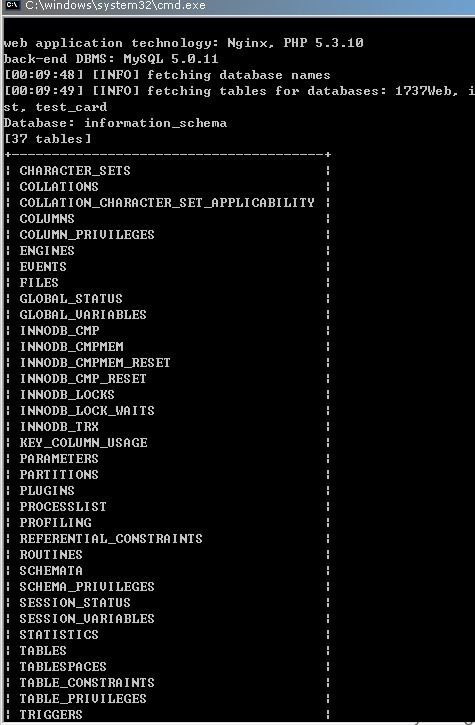 C:\windows\system32\cmd.exe
web application technology: Nginx, PHP 5.3.10
back-end DBMS: MySQL 5.0.11
[00:09:48] [INFO] fetching database names
[00:09:49] [INFO] fetching tables for databases: 1737Web, i
st, test_card
Database: information_schema
[37 tables]
+---------------------------------------+
| CHARACTER_SETS |
| COLLATIONS |
| COLLATION_CHARACTER_SET_APPLICABILITY |
| COLUMNS |
| COLUMN_PRIVILEGES |
| ENGINES |
| EVENTS |
| FILES |
| GLOBAL_STATUS |
| GLOBAL_VARIABLES |
| INNODB_CMP |
| INNODB_CMPMEM |
| INNODB_CMPMEM_RESET |
| INNODB_CMP_RESET |
| INNODB_LOCKS |
| INNODB_LOCK_WAITS |
| INNODB_TRX |
| KEY_COLUMN_USAGE |
| PARAMETERS |
| PARTITIONS |
| PLUGINS |
| PROCESSLIST |
| PROFILING |
| REFERENTIAL_CONSTRAINTS |
| ROUTINES |
| SCHEMATA |
| SCHEMA_PRIVILEGES |
| SESSION_STATUS |
| SESSION_VARIABLES |
| STATISTICS |
| TABLES |
| TABLESPACES |
| TABLE_CONSTRAINTS |
| TABLE_PRIVILEGES |
| TRIGGERS |